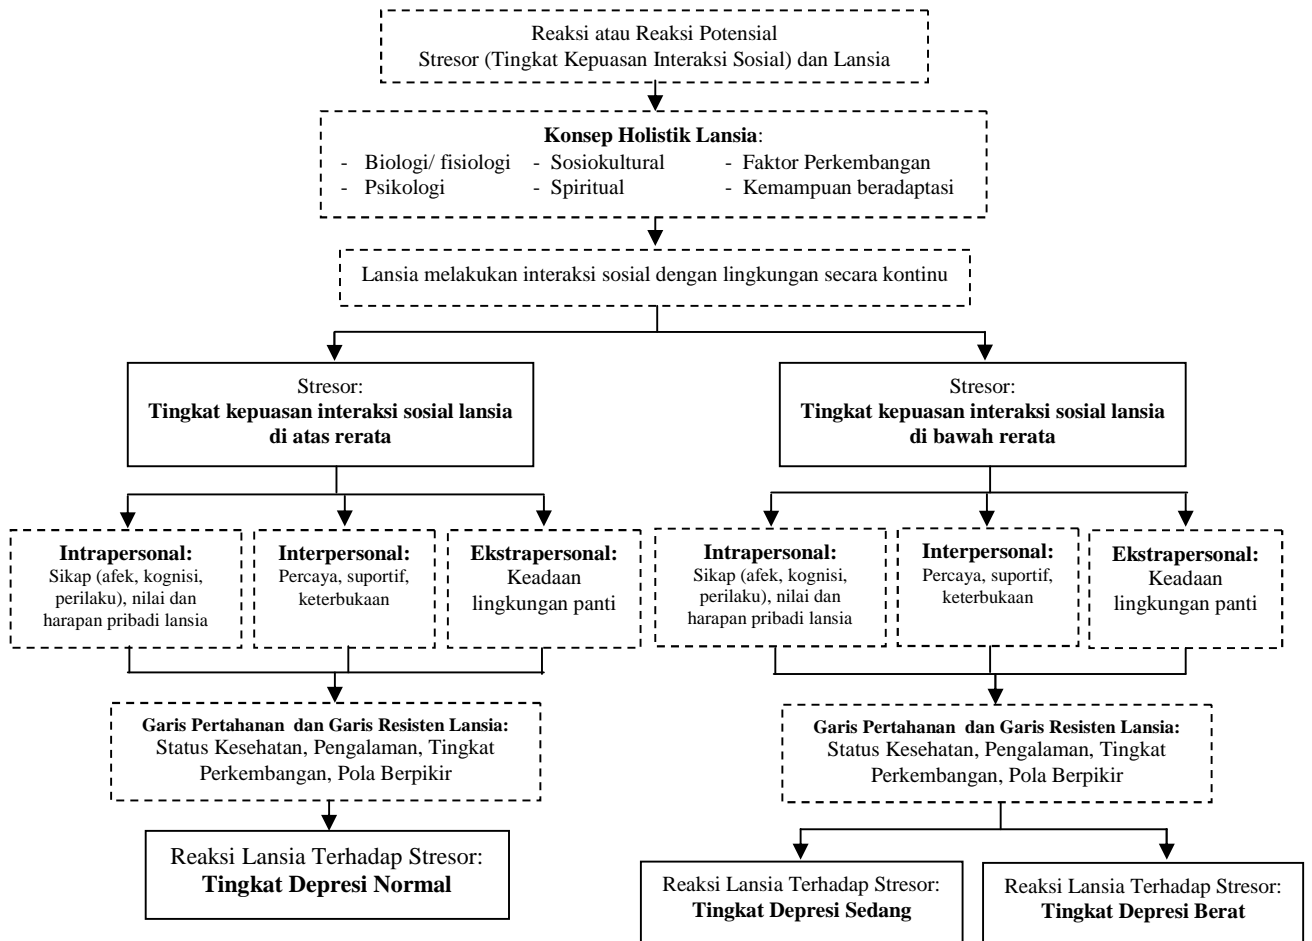 Reaksi atau Reaksi Potensial
Stresor (Tingkat Kepuasan Interaksi Sosial) dan Lansia
Konsep Holistik Lansia:
- Biologi/ fisiologi - Sosiokultural - Faktor Perkembangan
- Psikologi - Spiritual - Kemampuan beradaptasi
Lansia melakukan interaksi sosial dengan lingkungan secara kontinu
Stresor:
Tingkat kepuasan interaksi sosial lansia
di atas rerata
Stresor:
Tingkat kepuasan interaksi sosial lansia
di bawah rerata
Intrapersonal:
Sikap (afek, kognisi,
perilaku), nilai dan
harapan pribadi lansia
Interpersonal:
Percaya, suportif,
keterbukaan
Ekstrapersonal:
Keadaan
lingkungan panti
Intrapersonal:
Sikap (afek, kognisi,
perilaku), nilai dan
harapan pribadi lansia
Interpersonal:
Percaya, suportif,
keterbukaan
Ekstrapersonal:
Keadaan
lingkungan panti
Garis Pertahanan dan Garis Resisten Lansia:
Status Kesehatan, Pengalaman, Tingkat
Perkembangan, Pola Berpikir
Garis Pertahanan dan Garis Resisten Lansia:
Status Kesehatan, Pengalaman, Tingkat
Perkembangan, Pola Berpikir
Reaksi Lansia Terhadap Stresor:
Tingkat Depresi Normal
Reaksi Lansia Terhadap Stresor:
Tingkat Depresi Sedang
Reaksi Lansia Terhadap Stresor:
Tingkat Depresi Berat